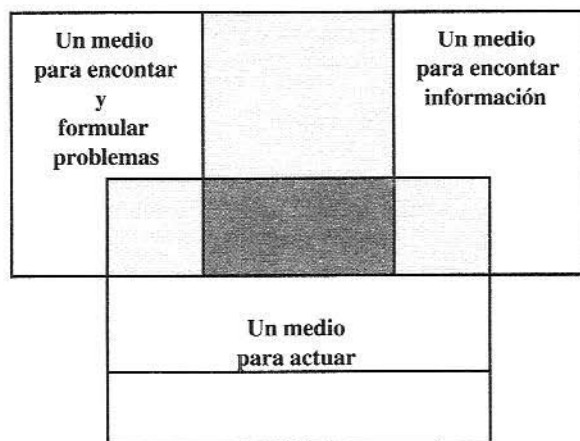 Un medio
para encontar
y
formular
problemas
Un medio
para encontar
información
Un medio
para actuar